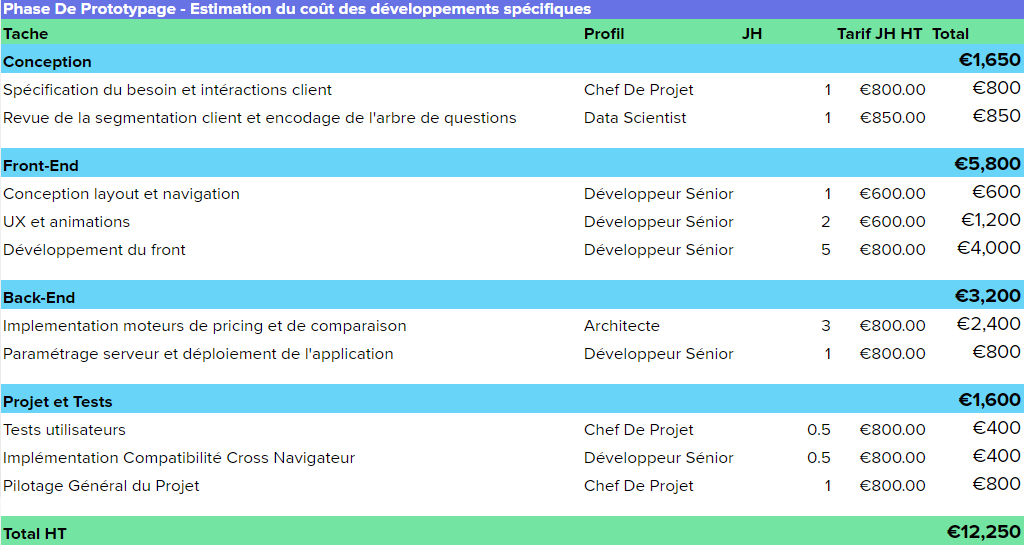 Phase De Prototypage - Estimation du coût des développements spécifiques
Tache Profil JH Tarif JH HT Total
Conception €1,650
Spécification du besoin et intéractions client Chef De Projet 1 €800.00 €800
Revue de la segmentation client et encodage de l'arbre de questions Data Scientist 1 €850.00 €850
Front-End €5,800
Conception layout et navigation Développeur Sénior 1 €600.00 €600
UX et animations Développeur Sénior 2 €600.00 €1,200
Dévéloppement du front Développeur Sénior 5 €800.00 €4,000
Back-End €3,200
Implementation moteurs de pricing et de comparaison Architecte 3 €800.00 €2,400
Paramétrage serveur et déploiement de l'application Développeur Sénior 1 €800.00 €800
Projet et Tests €1,600
Tests utilisateurs Chef De Projet 0.5 €800.00 €400
Implémentation Compatibilité Cross Navigateur Développeur Sénior 0.5 €800.00 €400
Pilotage Général du Projet Chef De Projet 1 €800.00 €800
Total HT €12,250